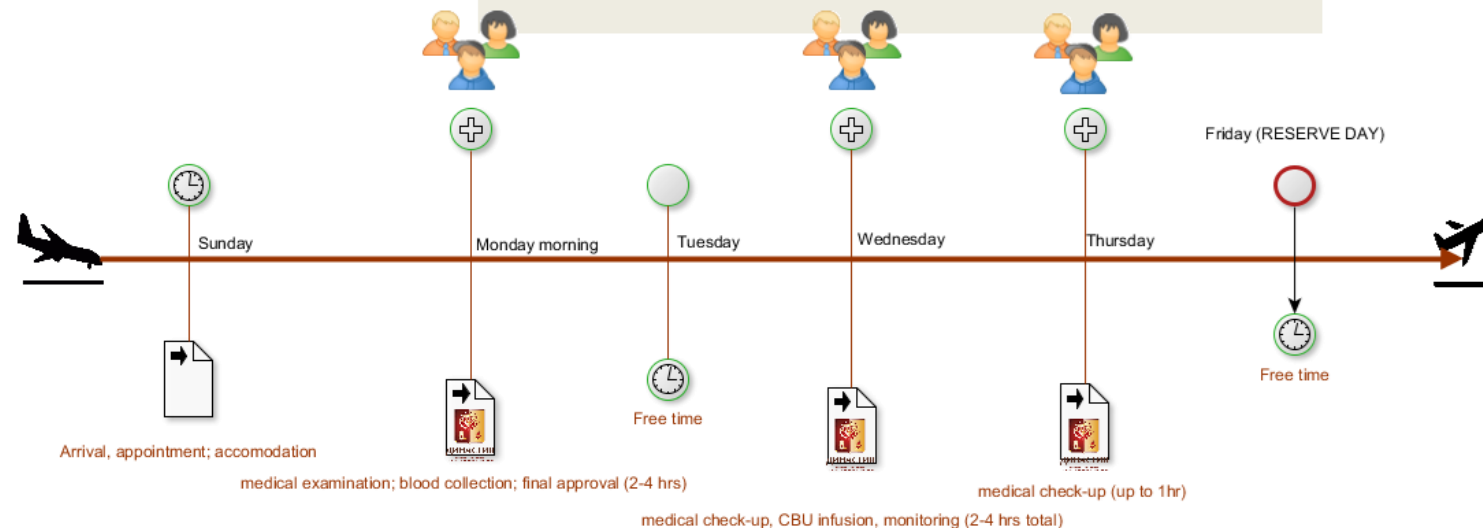 Friday (RESERVE DAY)
Sunday
Monday morning
Tuesday
Wednesday
Thursday
Free time
Free time
Arrival, appointment; accomodation
medical examination; blood collection; final approval (2-4 hrs)
medical check-up (up to 1hr)
medical check-up, CBU infusion, monitoring (2-4 hrs total)